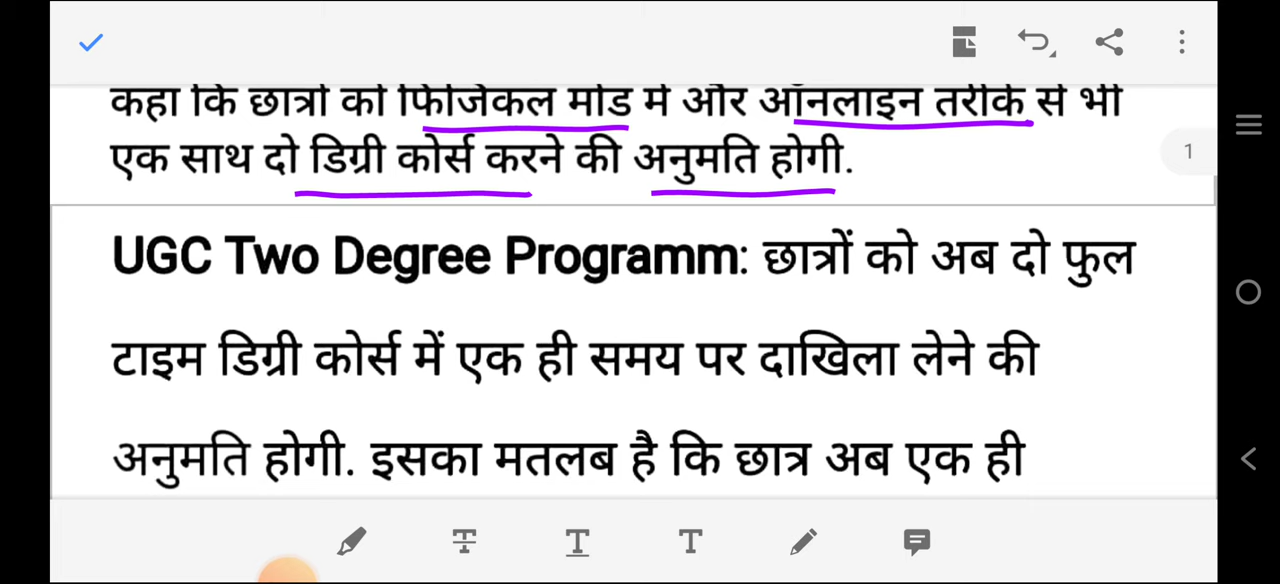 कहा कि छात्रों को फिजिकल मोड में और ऑनलाइन तरीके से भी
एक साथ दो डिग्री कोर्स करने की अनुमति होगी.
1
UGC Two Degree Programm: छात्रों को अब दो फुल
टाइम डिग्री कोर्स में एक ही समय पर दाखिला लेने की
अनुमति होगी. इसका मतलब है कि छात्र अब एक ही